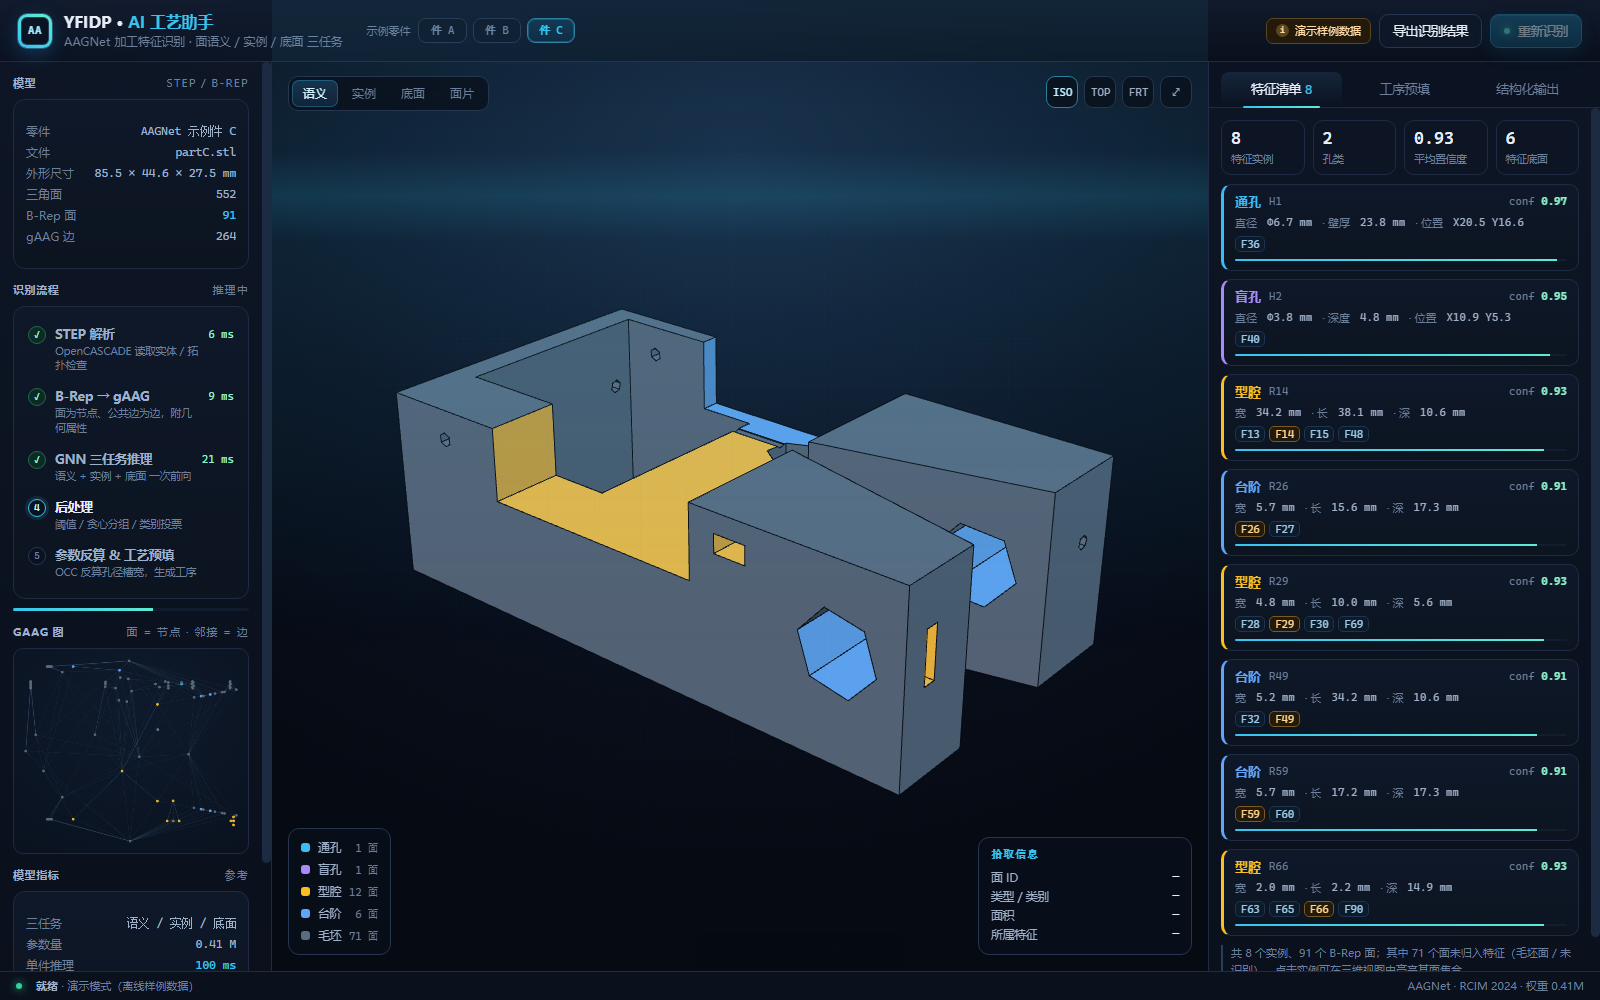 AA
YFIDP • AI 工艺助手
AAGNet 加工特征识别 · 面语义 / 实例 / 底面 三任务
示例零件
件 A
件 B
件 C
演示样例数据
导出识别结果
重新识别
模型
STEP / B-REP
零件 AAGNet 示例件 C
文件 partC.stl
外形尺寸 85.5 × 44.6 × 27.5 mm
三角面 552
B-Rep 面 91
gAAG 边 264
识别流程 推理中
STEP 解析 6 ms
OpenCASCADE 读取实体 / 拓
扑检查
B-Rep → gAAG 9 ms
面为节点、公共边为边，附几
何属性
GNN 三任务推理 21 ms
语义 + 实例 + 底面 一次前向
4 后处理
阈值 / 贪心分组 / 类别投票
5 参数反算 & 工艺预填
OCC 反算孔径槽宽，生成工序
GAAG 图 面 = 节点 · 邻接 = 边
模型指标 参考
三任务 语义 / 实例 / 底面
参数量 0.41 M
单件推理 100 ms
语义
实例
底面
面片
ISO
TOP
FRT
⤢
通孔 1 面
盲孔 1 面
型腔 12 面
台阶 6 面
毛坯 71 面
拾取信息
面 ID —
类型 / 类别 —
面积 —
所属特征 —
特征清单 8
工序预填
结构化输出
8
特征实例
2
孔类
0.93
平均置信度
6
特征底面
通孔 H1 conf 0.97
直径 Φ6.7 mm · 壁厚 23.8 mm · 位置 X20.5 Y16.6
F36
盲孔 H2 conf 0.95
直径 Φ3.8 mm · 深度 4.8 mm · 位置 X10.9 Y5.3
F40
型腔 R14 conf 0.93
宽 34.2 mm · 长 38.1 mm · 深 10.6 mm
F13 F14 F15 F48
台阶 R26 conf 0.91
宽 5.7 mm · 长 15.6 mm · 深 17.3 mm
F26 F27
型腔 R29 conf 0.93
宽 4.8 mm · 长 10.0 mm · 深 5.6 mm
F28 F29 F30 F69
台阶 R49 conf 0.91
宽 5.2 mm · 长 34.2 mm · 深 10.6 mm
F32 F49
台阶 R59 conf 0.91
宽 5.7 mm · 长 17.2 mm · 深 17.3 mm
F59 F60
型腔 R66 conf 0.93
宽 2.0 mm · 长 2.2 mm · 深 14.9 mm
F63 F65 F66 F90
共 8 个实例、91 个 B-Rep 面；其中 71 个面未归入特征（毛坯面 / 未
识别）。点击实例可在三维视图中高亮其面集合
就绪 · 演示模式（离线样例数据）
AAGNet · RCIM 2024 · 权重 0.41M